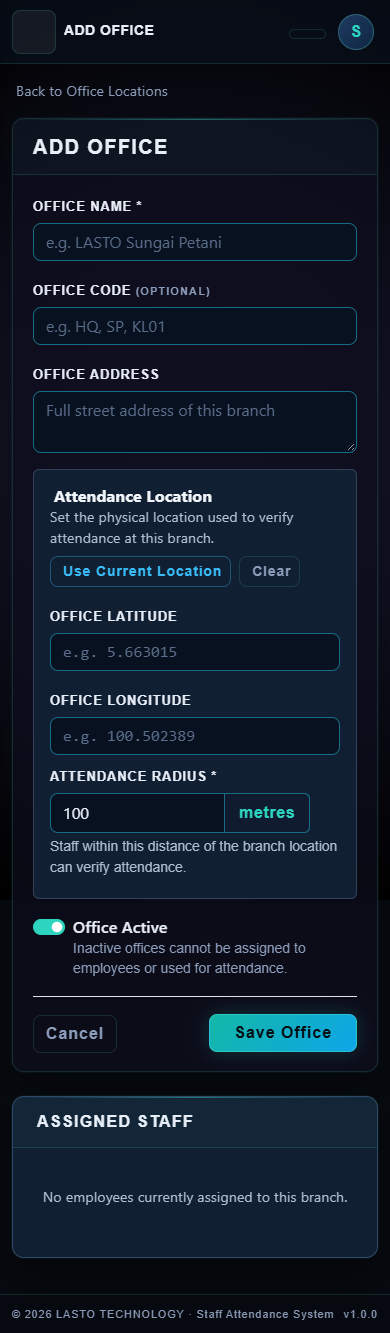 ADD OFFICE
S
Back to Office Locations
ADD OFFICE
OFFICE NAME *
e.g. LASTO Sungai Petani
OFFICE CODE (OPTIONAL)
e.g. HQ, SP, KL01
OFFICE ADDRESS
Full street address of this branch
Attendance Location
Set the physical location used to verify
attendance at this branch.
Use Current Location
Clear
OFFICE LATITUDE
e.g. 5.663015
OFFICE LONGITUDE
e.g. 100.502389
ATTENDANCE RADIUS *
100 metres
Staff within this distance of the branch location
can verify attendance.
Office Active
Inactive offices cannot be assigned to
employees or used for attendance.
Cancel
Save Office
ASSIGNED STAFF
No employees currently assigned to this branch.
© 2026 LASTO TECHNOLOGY · Staff Attendance System v1.0.0